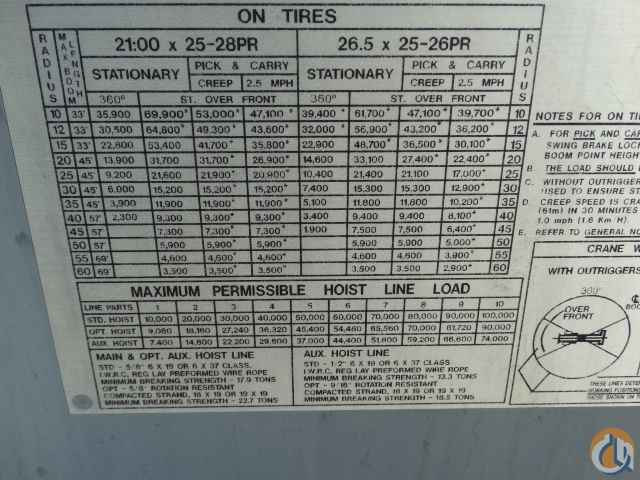 ON TIRES
RADIUS
MAX BOOM LENGTH
21:00 x 25-28PR
26.5 x 25-26PR
RADIUS
STATIONARY
PICK & CARRY
STATIONARY
PICK & CARRY
CREEP 2.5 MPH
CREEP 2.5 MPH
360° ST. OVER FRONT 360° ST. OVER FRONT
10 33' 35,900 69,900* 53,000* 47,100* 39,400 61,700* 47,100* 39,700* 10
12 33' 30,500 64,800* 49,300* 43,600* 32,000* 56,900* 43,200* 36,200* 12
15 33' 22,600 53,400 41,700* 35,800* 22,900 48,700* 36,500* 30,100* 15
20 45' 13,900 31,700 31,700* 26,900* 14,600 33,100 27,400* 22,400* 20
25 45' 9,200 21,600 21,600* 20,900* 10,400 21,400 21,100* 17,000* 25
30 45' 6,000 15,200 15,200* 15,200* 7,400 15,300 15,300* 12,900* 30
35 45' 3,900 11,900* 11,900* 11,900* 5,100 11,800 10,200* 35
40 57' 2,300 9,300* 9,300* 9,300* 3,400 9,400 9,400* 8,100* 40
45 57' 7,300* 7,300* 7,300* 1,900 7,500 7,500* 6,400* 45
50 57' 5,900 5,900* 5,900* 5,900 5,900* 5,000* 50
55 69' 4,600* 4,600* 4,600* 4,600 4,600* 55
60 69' 3,500 3,500* 3,500* 3,500 3,500* 2,900* 60
MAXIMUM PERMISSIBLE HOIST LINE LOAD
LINE PARTS 1 2 3 4 5 6 7 8 9 10
STD. HOIST 10,000 20,000 30,000 40,000 50,000 60,000 70,000 80,000 90,000 100,000
OPT. HOIST 9,080 18,160 27,240 36,320 45,400 54,480 81,720 90,000
AUX. HOIST 7,400 14,800 22,200 29,600 37,000 44,400 51,800 59,200 66,600 74,000
MAIN & OPT. AUX. HOIST LINE
STD - 5/8" 6 X 19 OR 6 X 37 CLASS,
I.W.R.C. REG LAY PREFORMED WIRE ROPE
MINIMUM BREAKING STRENGTH - 17.9 TONS
OPT - 5/8" ROTATION RESISTANT
COMPACTED STRAND, 18 X 19 OR 19 X 19
MINIMUM BREAKING STRENGTH - 22.7 TONS
AUX. HOIST LINE
STD - 1/2" 6 X 19 OR 6 X 37 CLASS,
I.W.R.C. REG LAY PREFORMED WIRE ROPE
MINIMUM BREAKING STRENGTH - 13.3 TONS
OPT - 9/16" ROTATION RESISTANT
COMPACTED STRAND, 18 X 19 OR 19 X 19
MINIMUM BREAKING STRENGTH - 18.5 TONS
NOTES FOR ON TI
A. FOR PICK AND CARRY
SWING BRAKE LOC
BOOM POINT HEIGH
B. THE LOAD SHOULD
C. WITHOUT OUTRIGGER
USED TO ENSURE ST
D. CREEP SPEED IS CRA
(61m) IN 30 MINUTES
1.0 mph (1.6 Km H)
E. REFER TO GENERAL NO
CRANE W
WITH OUTRIGGERS
360°
OVER
FRONT
℄
BOO
THESE LINES DETER
WORKING POSITIONS